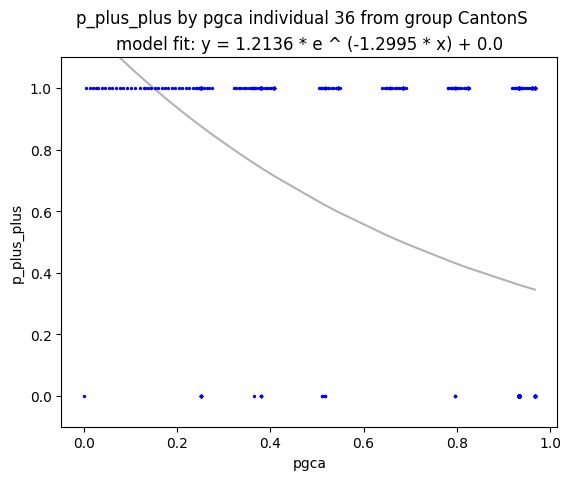 p_plus_plus by pgca individual 36 from group CantonS
model fit: y = 1.2136 * e ^ (-1.2995 * x) + 0.0
1.0
0.8
0.6
0.4
0.2
0.0
p_plus_plus
0.0 0.2 0.4 0.6 0.8 1.0
pgca